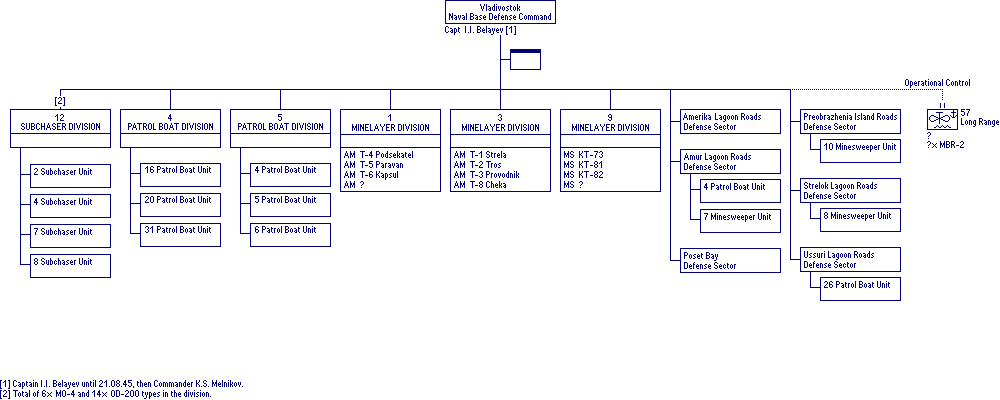 Vladivostok
Naval Base Defense Command
Capt I.I. Belayev [1]
Operational Control
[2]
12
SUBCHASER DIVISION
2 Subchaser Unit
4 Subchaser Unit
7 Subchaser Unit
8 Subchaser Unit
4
PATROL BOAT DIVISION
16 Patrol Boat Unit
20 Patrol Boat Unit
31 Patrol Boat Unit
5
PATROL BOAT DIVISION
4 Patrol Boat Unit
5 Patrol Boat Unit
6 Patrol Boat Unit
1
MINELAYER DIVISION
AM T-4 Podsekatel
AM T-5 Paravan
AM T-6 Kapsul
AM ?
3
MINELAYER DIVISION
AM T-1 Strela
AM T-2 Tros
AM T-3 Provodnik
AM T-8 Cheka
9
MINELAYER DIVISION
MS KT-73
MS KT-81
MS KT-82
MS ?
Amerika Lagoon Roads
Defense Sector
Amur Lagoon Roads
Defense Sector
4 Patrol Boat Unit
7 Minesweeper Unit
Poset Bay
Defense Sector
Preobrazhenia Island Roads
Defense Sector
10 Minesweeper Unit
Strelok Lagoon Roads
Defense Sector
8 Minesweeper Unit
Ussuri Lagoon Roads
Defense Sector
26 Patrol Boat Unit
57
Long Range
?
?x MBR-2
[1] Captain I.I. Belayev until 21.08.45, then Commander K.S. Melnikov.
[2] Total of 6x MO-4 and 14x OD-200 types in the division.